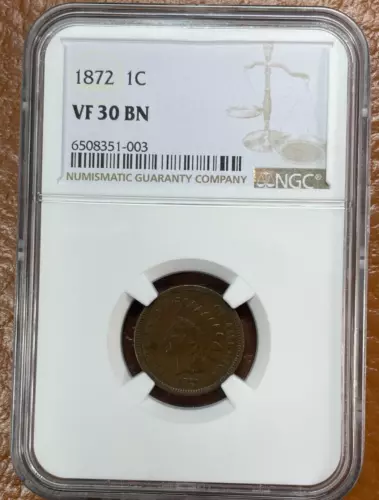 1872 1C
VF 30 BN
6508351-003
NUMISMATIC GUARANTY COMPANY
NGC®